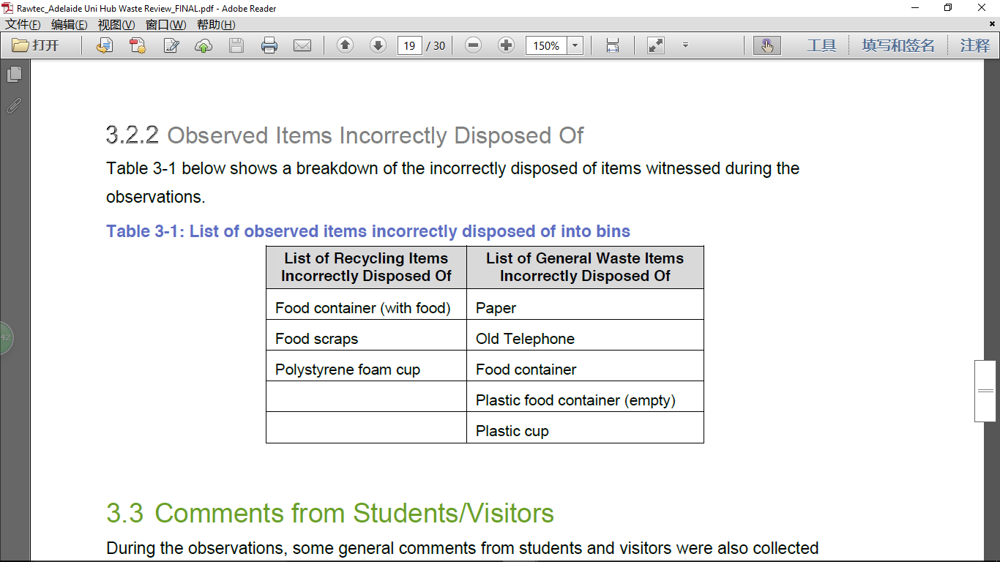 Rawtec_Adelaide Uni Hub Waste Review_FINAL.pdf - Adobe Reader
文件(F) 编辑(E) 视图(V) 窗口(W) 帮助(H)
打开 19 / 30 150% 工具 填写和签名 注释
3.2.2 Observed Items Incorrectly Disposed Of
Table 3-1 below shows a breakdown of the incorrectly disposed of items witnessed during the
observations.
Table 3-1: List of observed items incorrectly disposed of into bins
List of Recycling Items Incorrectly Disposed Of
List of General Waste Items Incorrectly Disposed Of
Food container (with food) Paper
Food scraps Old Telephone
Polystyrene foam cup Food container
Plastic food container (empty)
Plastic cup
42
3.3 Comments from Students/Visitors
During the observations, some general comments from students and visitors were also collected